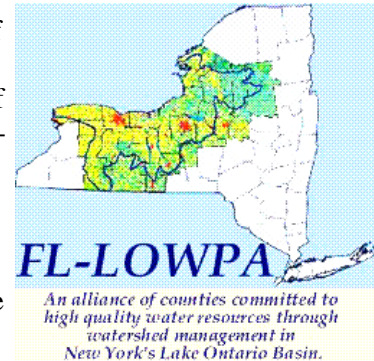 f
f
-
FL-LOWPA
e
An alliance of counties committed to
high quality water resources through
watershed management in
New York's Lake Ontario Basin.